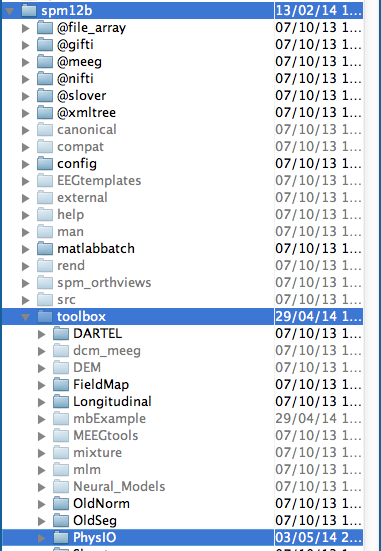 spm12b 13/02/14 1...
@file_array 07/10/13 1...
@gifti 07/10/13 1...
@meeg 07/10/13 1...
@nifti 07/10/13 1...
@slover 07/10/13 1...
@xmltree 07/10/13 1...
canonical 07/10/13 1...
compat 07/10/13 1...
config 07/10/13 1...
EEGtemplates 07/10/13 1...
external 07/10/13 1...
help 07/10/13 1...
man 07/10/13 1...
matlabbatch 07/10/13 1...
rend 07/10/13 1...
spm_orthviews 07/10/13 1...
src 07/10/13 1...
toolbox 29/04/14 1...
DARTEL 07/10/13 1...
dcm_meeg 07/10/13 1...
DEM 07/10/13 1...
FieldMap 07/10/13 1...
Longitudinal 07/10/13 1...
mbExample 29/04/14 1...
MEEGtools 07/10/13 1...
mixture 07/10/13 1...
mlm 07/10/13 1...
Neural_Models 07/10/13 1...
OldNorm 07/10/13 1...
OldSeg 07/10/13 1...
PhysIO 03/05/14 2...